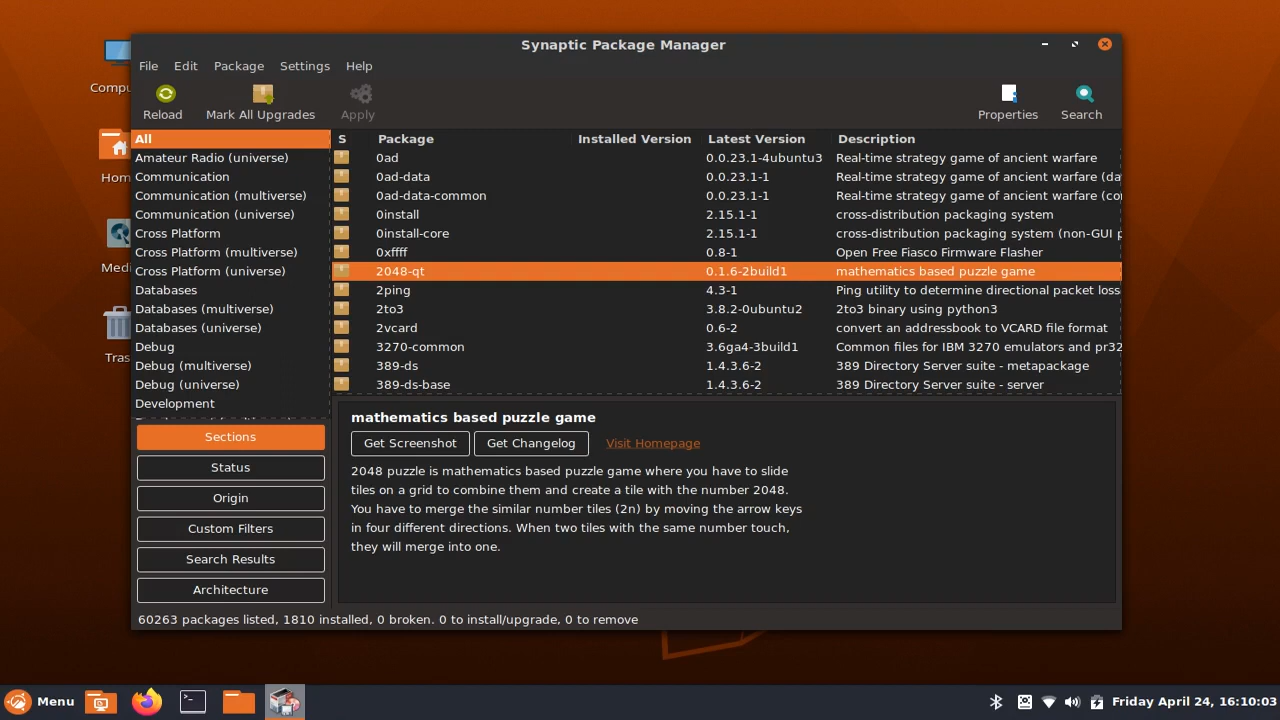 Synaptic Package Manager
File Edit Package Settings Help
Reload Mark All Upgrades Apply Properties Search
All
Amateur Radio (universe)
Communication
Communication (multiverse)
Communication (universe)
Cross Platform
Cross Platform (multiverse)
Cross Platform (universe)
Databases
Databases (multiverse)
Databases (universe)
Debug
Debug (multiverse)
Debug (universe)
Development
S Package Installed Version Latest Version Description
0ad 0.0.23.1-4ubuntu3 Real-time strategy game of ancient warfare
0ad-data 0.0.23.1-1 Real-time strategy game of ancient warfare (da
0ad-data-common 0.0.23.1-1 Real-time strategy game of ancient warfare (co
0install 2.15.1-1 cross-distribution packaging system
0install-core 2.15.1-1 cross-distribution packaging system (non-GUI p
0xffff 0.8-1 Open Free Fiasco Firmware Flasher
2048-qt 0.1.6-2build1 mathematics based puzzle game
2ping 4.3-1 Ping utility to determine directional packet loss
2to3 3.8.2-0ubuntu2 2to3 binary using python3
2vcard 0.6-2 convert an addressbook to VCARD file format
3270-common 3.6ga4-3build1 Common files for IBM 3270 emulators and pr32
389-ds 1.4.3.6-2 389 Directory Server suite - metapackage
389-ds-base 1.4.3.6-2 389 Directory Server suite - server
Sections
Status
Origin
Custom Filters
Search Results
Architecture
mathematics based puzzle game
Get Screenshot Get Changelog Visit Homepage
2048 puzzle is mathematics based puzzle game where you have to slide
tiles on a grid to combine them and create a tile with the number 2048.
You have to merge the similar number tiles (2n) by moving the arrow keys
in four different directions. When two tiles with the same number touch,
they will merge into one.
60263 packages listed, 1810 installed, 0 broken. 0 to install/upgrade, 0 to remove
Compu
Hom
Medi
Tras
Menu Friday April 24, 16:10:03